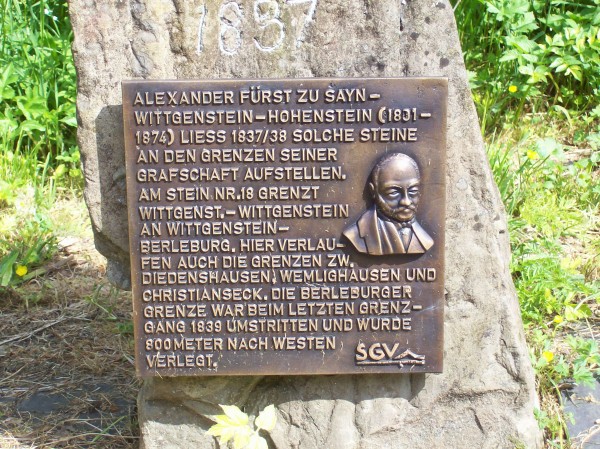 1837
ALEXANDER FÜRST ZU SAYN-
WITTGENSTEIN-HOHENSTEIN (1801-
1874) LIESS 1837/38 SOLCHE STEINE
AN DEN GRENZEN SEINER
GRAFSCHAFT AUFSTELLEN.
AM STEIN NR.18 GRENZT
WITTGENST.-WITTGENSTEIN
AN WITTGENSTEIN-
BERLEBURG. HIER VERLAU-
FEN AUCH DIE GRENZEN ZW.
DIEDENSHAUSEN, WEMLIGHAUSEN UND
CHRISTIANSECK. DIE BERLEBURGER
GRENZE WAR BEIM LETZTEN GRENZ-
GANG 1839 UMSTRITTEN UND WURDE
800 METER NACH WESTEN
VERLEGT.
SGV